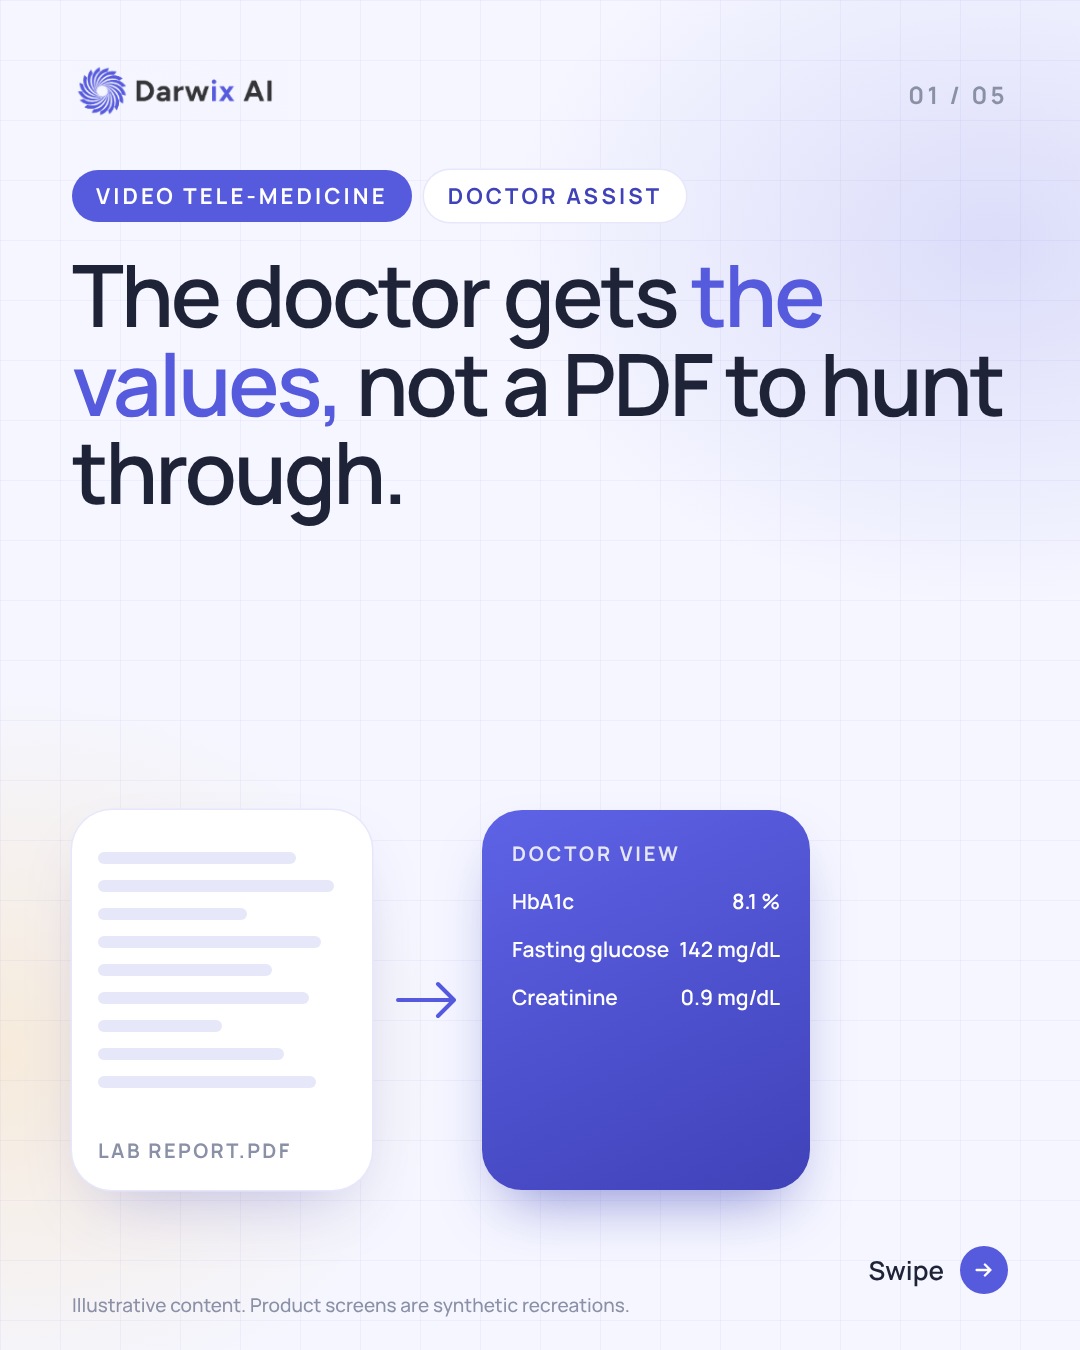 Darwix AI
01 / 05
VIDEO TELE-MEDICINE
DOCTOR ASSIST
The doctor gets the
values, not a PDF to hunt
through.
LAB REPORT.PDF
DOCTOR VIEW
HbA1c 8.1 %
Fasting glucose 142 mg/dL
Creatinine 0.9 mg/dL
Swipe
Illustrative content. Product screens are synthetic recreations.